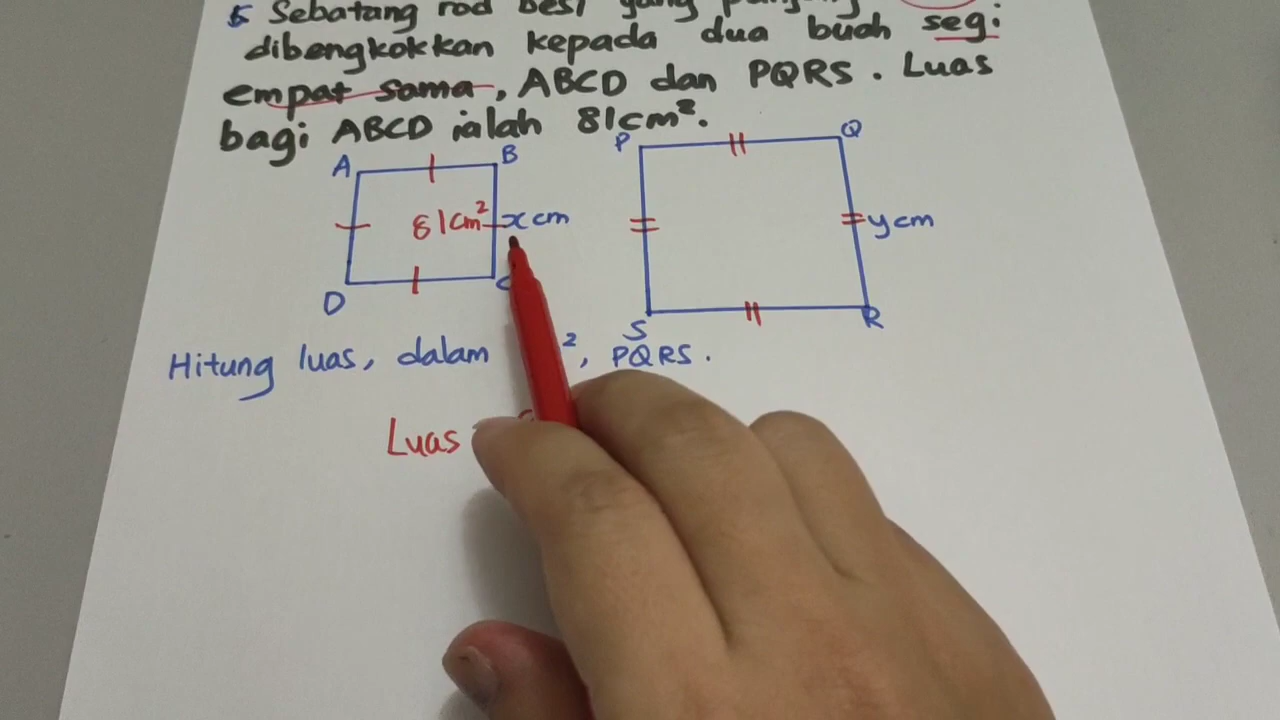 5 Sebatang rod besi yang
dibengkokkan kepada dua buah segi
empat sama, ABCD dan PQRS. Luas
bagi ABCD ialah 81cm².
A B P Q
81cm² x cm y cm
D C S R
Hitung luas, dalam ², PQRS.
Luas